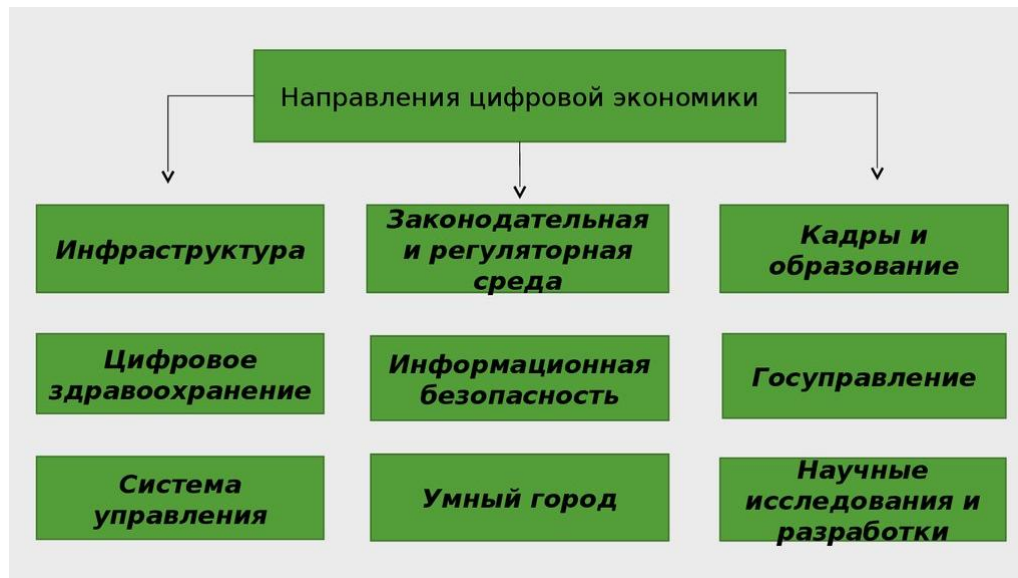 Направления цифровой экономики
Инфраструктура
Законодательная
и регуляторная
среда
Кадры и
образование
Цифровое
здравоохранение
Информационная
безопасность
Госуправление
Система
управления
Умный город
Научные
исследования и
разработки